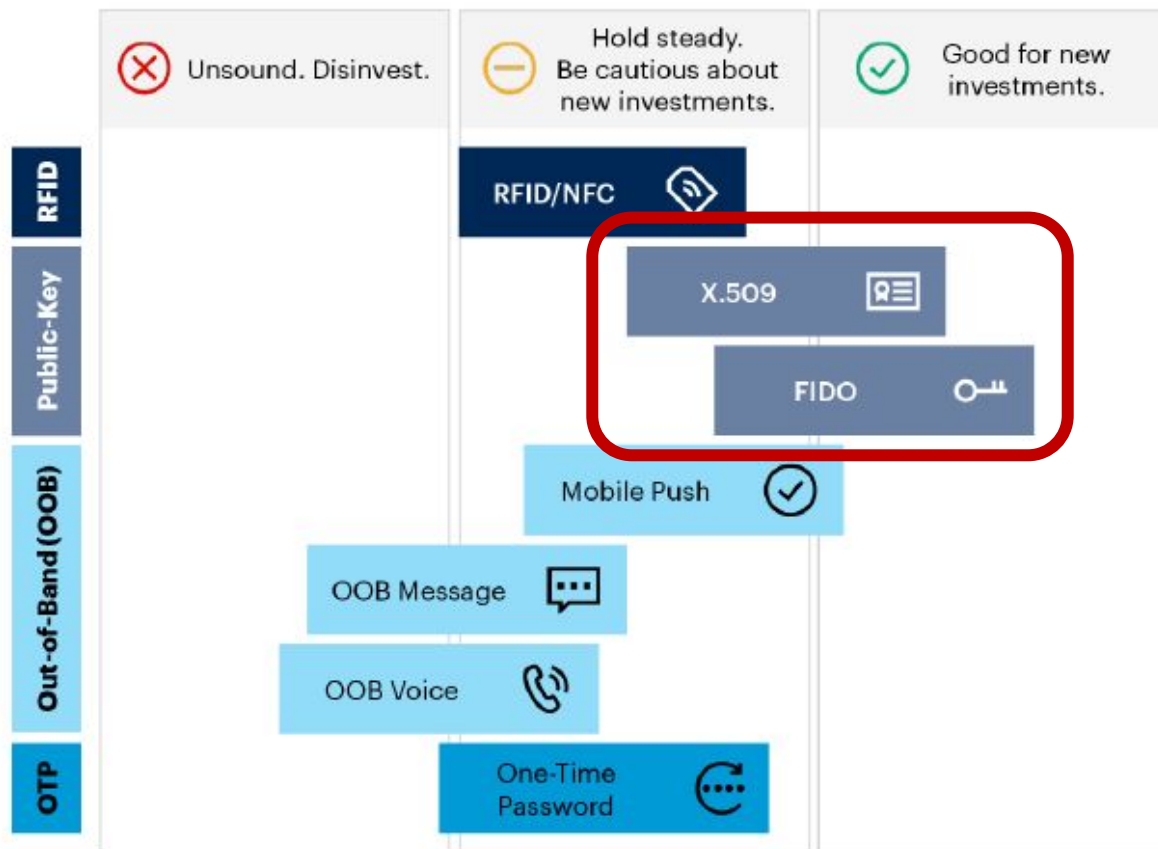 Unsound. Disinvest.
Hold steady.
Be cautious about
new investments.
Good for new
investments.
RFID
RFID/NFC
Public-Key
X.509
FIDO
Out-of-Band (OOB)
Mobile Push
OOB Message
OOB Voice
OTP
One-Time
Password